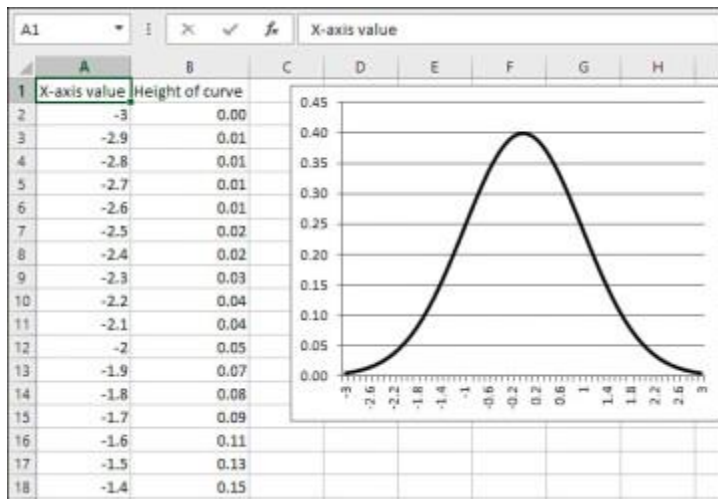 A1 fx X-axis value
A B C D E F G H
1 X-axis value Height of curve
2 -3 0.00
3 -2.9 0.01
4 -2.8 0.01
5 -2.7 0.01
6 -2.6 0.01
7 -2.5 0.02
8 -2.4 0.02
9 -2.3 0.03
10 -2.2 0.04
11 -2.1 0.04
12 -2 0.05
13 -1.9 0.07
14 -1.8 0.08
15 -1.7 0.09
16 -1.6 0.11
17 -1.5 0.13
18 -1.4 0.15
0.45
0.40
0.35
0.30
0.25
0.20
0.15
0.10
0.05
0.00
-3 -2.6 -2.2 -1.8 -1.4 -1 -0.6 -0.2 0.2 0.6 1 1.4 1.8 2.2 2.6 3